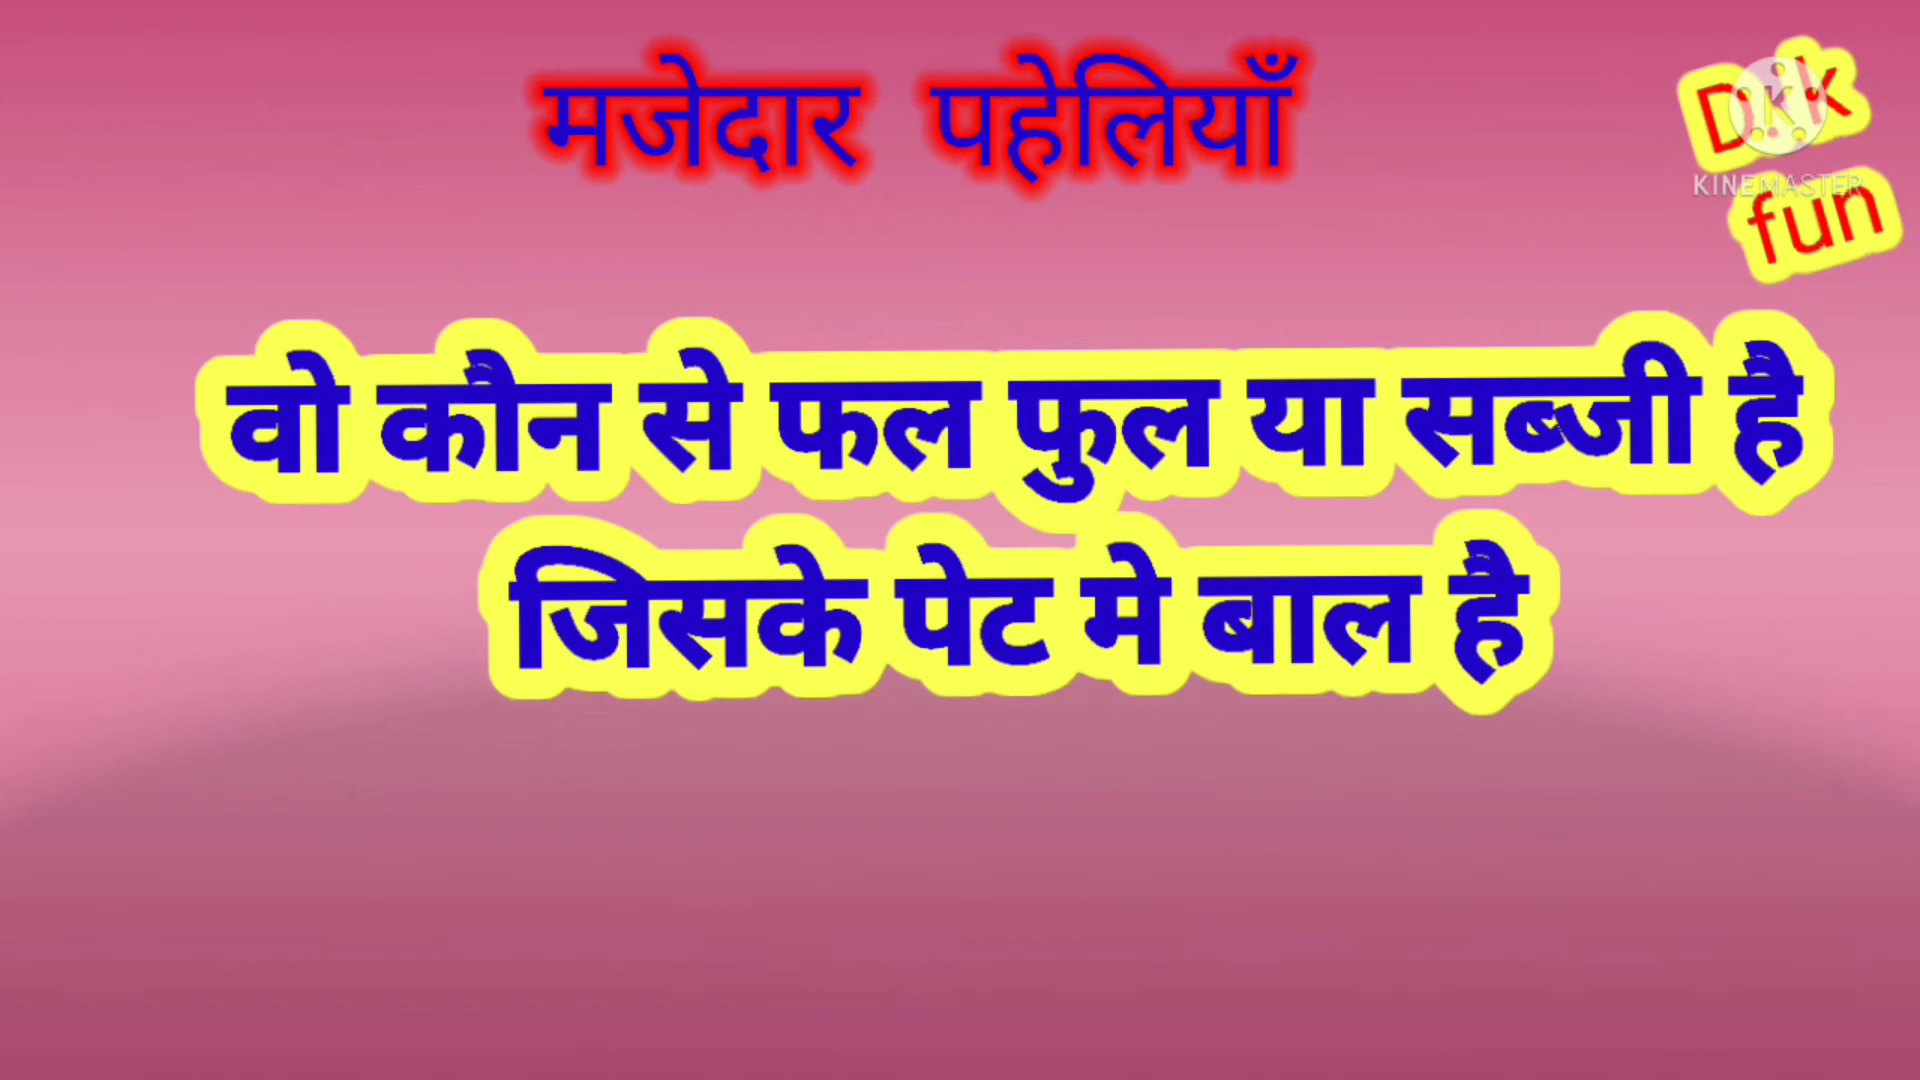 मजेदार पहेलियाँ
D.k
fun
KINEMASTER
वो कौन से फल फुल या सब्जी है
जिसके पेट मे बाल है